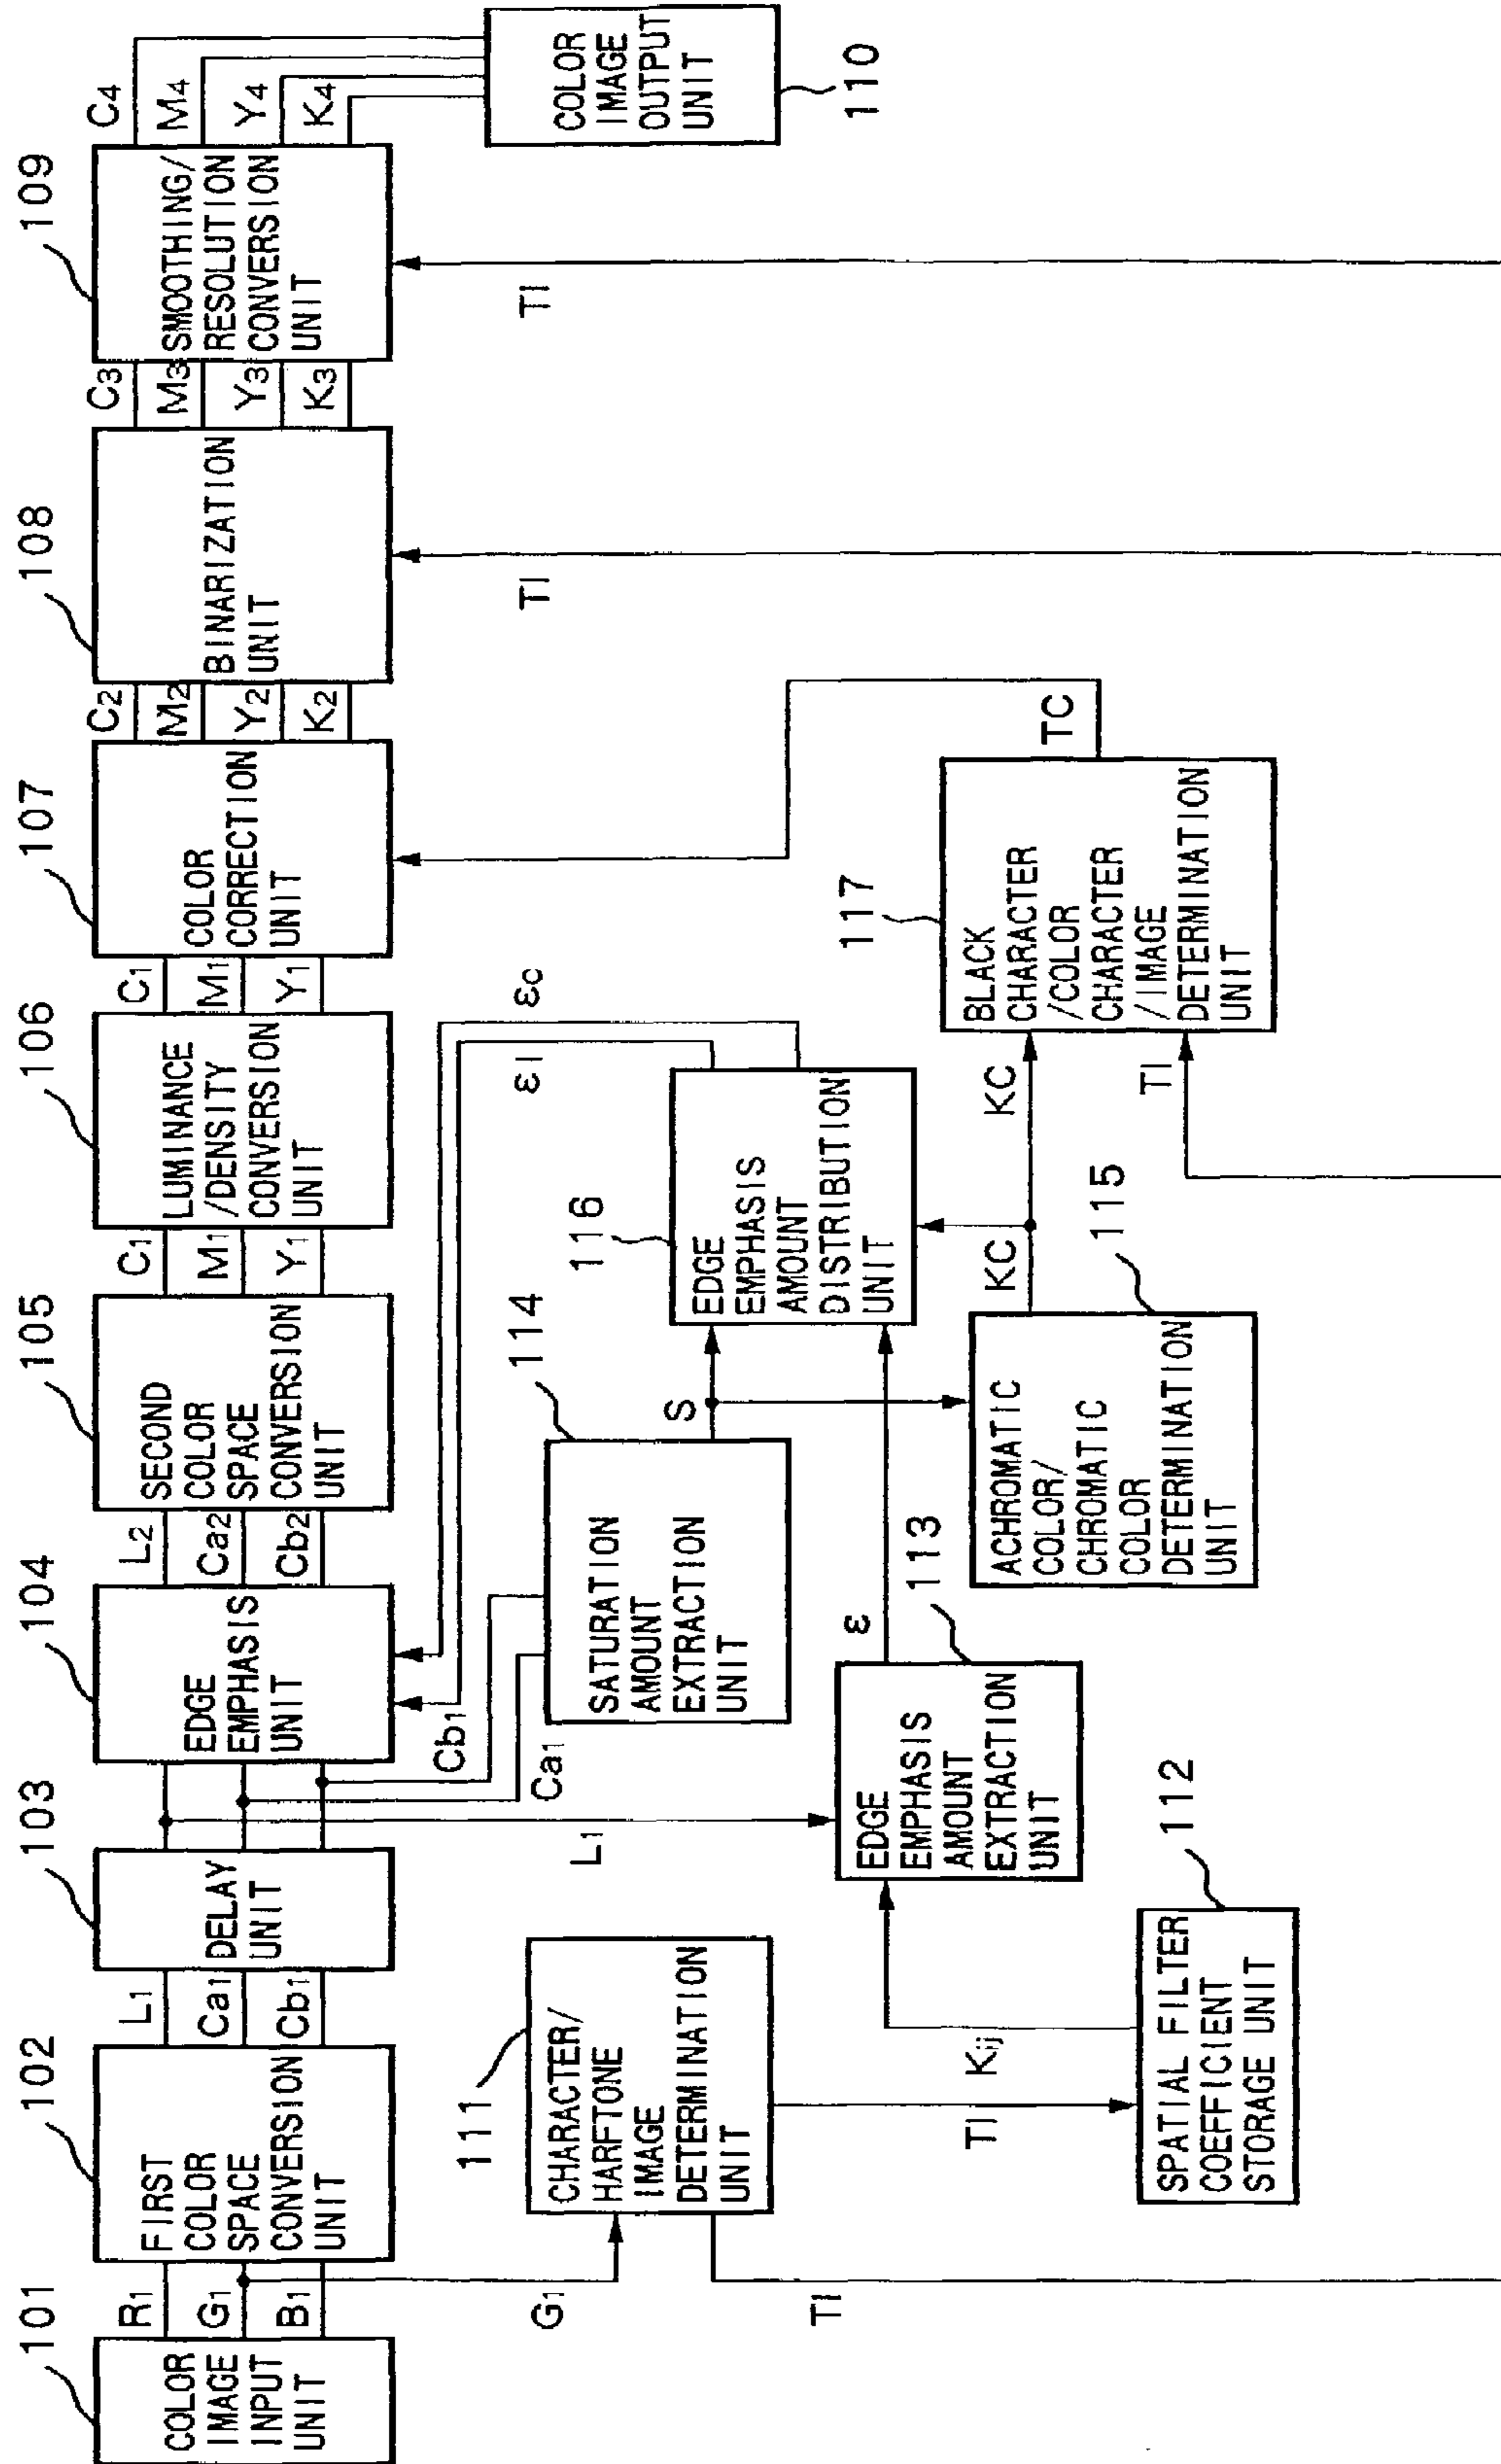 101
COLOR
IMAGE
INPUT
UNIT
R1
G1
B1
102
FIRST
COLOR
SPACE
CONVERSION
UNIT
L1
Ca1
Cb1
103
DELAY
UNIT
104
EDGE
EMPHASIS
UNIT
L2
Ca2
Cb2
105
SECOND
COLOR
SPACE
CONVERSION
UNIT
C1
M1
Y1
106
LUMINANCE
/DENSITY
CONVERSION
UNIT
C1
M1
Y1
107
COLOR
CORRECTION
UNIT
C2
M2
Y2
K2
108
BINARIZATION
UNIT
C3
M3
Y3
K3
109
SMOOTHING/
RESOLUTION
CONVERSION
UNIT
C4
M4
Y4
K4
COLOR
IMAGE
OUTPUT
UNIT
110
G1
111
CHARACTER/
HARFTONE
IMAGE
DETERMINATION
UNIT
TI
TI
Kij
112
SPATIAL FILTER
COEFFICIENT
STORAGE UNIT
L1
113
EDGE
EMPHASIS
AMOUNT
EXTRACTION
UNIT
ε
Cb1
Ca1
114
SATURATION
AMOUNT
EXTRACTION
UNIT
S
115
ACHROMATIC
COLOR/
CHROMATIC
COLOR
DETERMINATION
UNIT
KC
KC
116
EDGE
EMPHASIS
AMOUNT
DISTRIBUTION
UNIT
εl
εc
117
BLACK
CHARACTER
/COLOR
CHARACTER
/IMAGE
DETERMINATION
UNIT
TI
TC
TI
TI